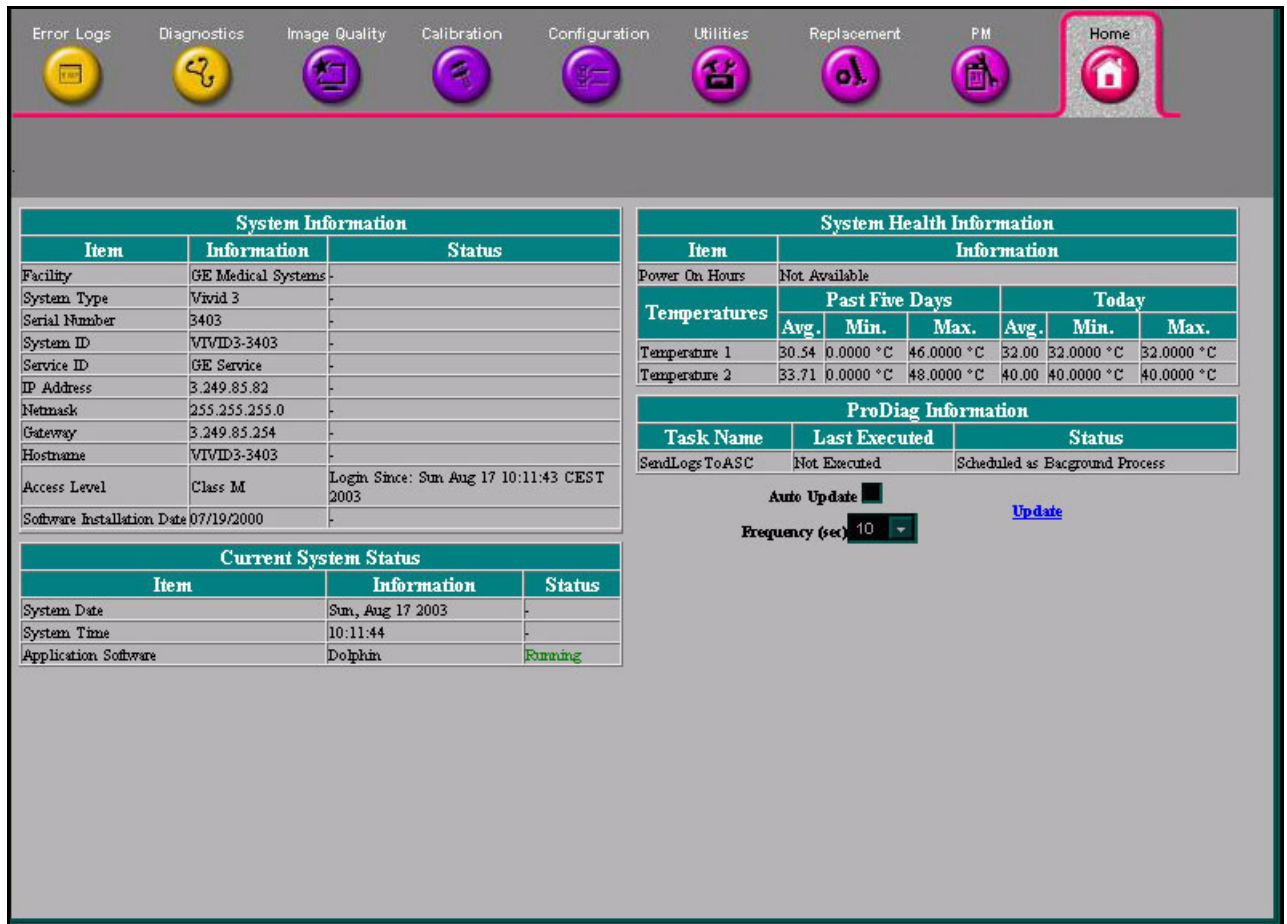 Error Logs Diagnostics Image Quality Calibration Configuration Utilities Replacement PM Home
System Information
Item Information Status
Facility GE Medical Systems -
System Type Vivid 3 -
Serial Number 3403 -
System ID VIVID3-3403 -
Service ID GE Service -
IP Address 3.249.85.82 -
Netmask 255.255.255.0 -
Gateway 3.249.85.254 -
Hostname VIVID3-3403 -
Access Level Class M Login Since: Sun Aug 17 10:11:43 CEST
2003
Software Installation Date 07/19/2000 -
Current System Status
Item Information Status
System Date Sun, Aug 17 2003 -
System Time 10:11:44 -
Application Software Dolphin Running
System Health Information
Item Information
Power On Hours Not Available
Temperatures Past Five Days Today
Avg. Min. Max. Avg. Min. Max.
Temperature 1 30.54 0.0000 °C 46.0000 °C 32.00 32.0000 °C 32.0000 °C
Temperature 2 33.71 0.0000 °C 48.0000 °C 40.00 40.0000 °C 40.0000 °C
ProDiag Information
Task Name Last Executed Status
SendLogsToASC Not Executed Scheduled as Bacground Process
Auto Update
Update
Frequency (sec) 10